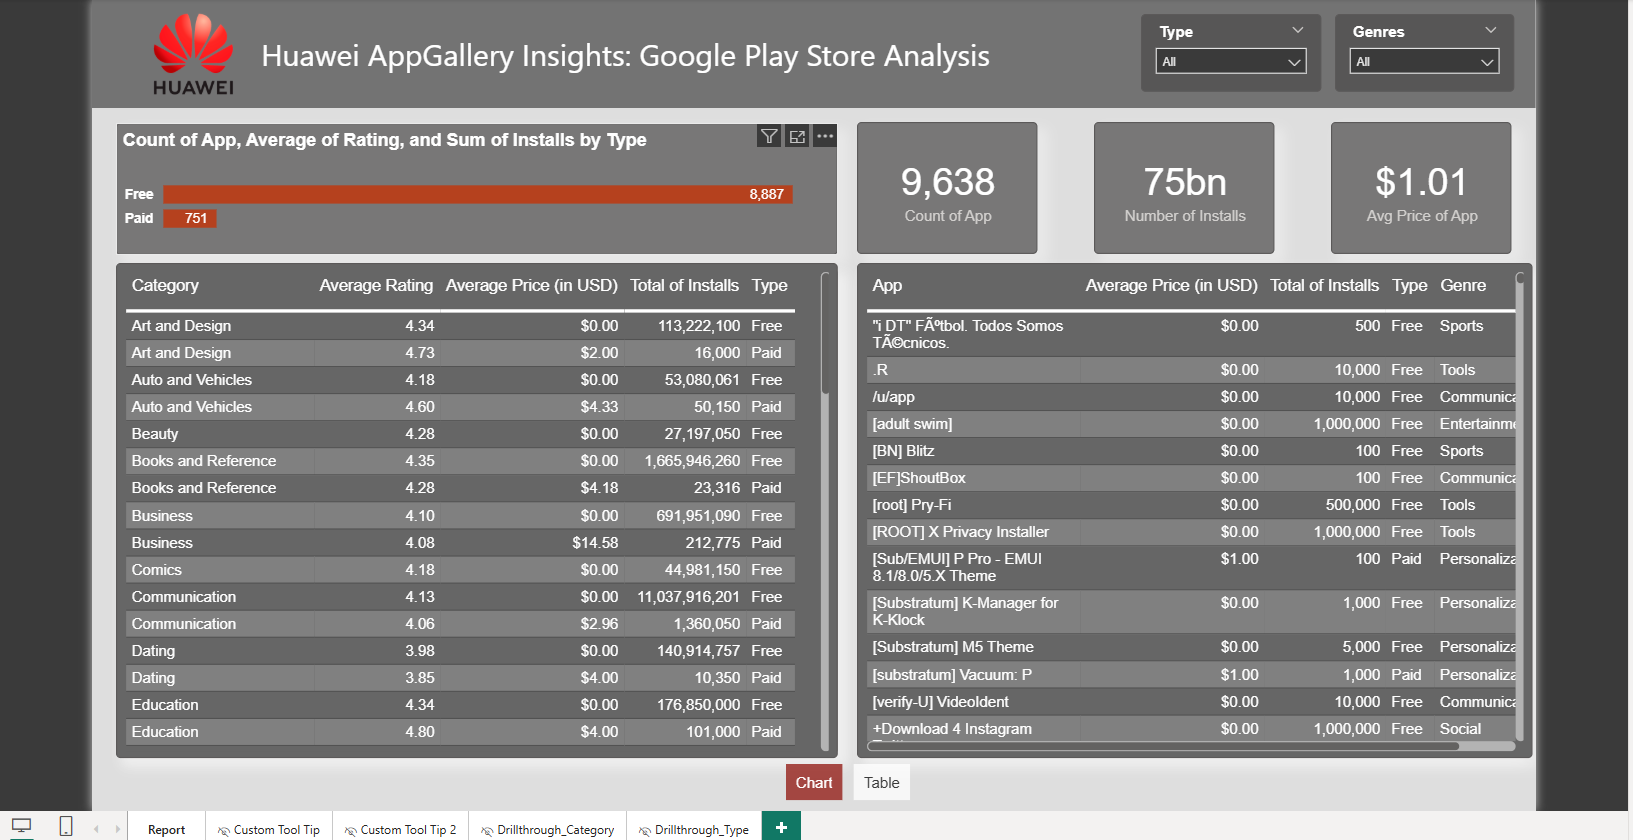 HUAWEI
Huawei AppGallery Insights: Google Play Store Analysis
Type
All
Genres
All
Count of App, Average of Rating, and Sum of Installs by Type
Free 8,887
Paid 751
9,638
Count of App
75bn
Number of Installs
$1.01
Avg Price of App
Category Average Rating Average Price (in USD) Total of Installs Type
Art and Design 4.34 $0.00 113,222,100 Free
Art and Design 4.73 $2.00 16,000 Paid
Auto and Vehicles 4.18 $0.00 53,080,061 Free
Auto and Vehicles 4.60 $4.33 50,150 Paid
Beauty 4.28 $0.00 27,197,050 Free
Books and Reference 4.35 $0.00 1,665,946,260 Free
Books and Reference 4.28 $4.18 23,316 Paid
Business 4.10 $0.00 691,951,090 Free
Business 4.08 $14.58 212,775 Paid
Comics 4.18 $0.00 44,981,150 Free
Communication 4.13 $0.00 11,037,916,201 Free
Communication 4.06 $2.96 1,360,050 Paid
Dating 3.98 $0.00 140,914,757 Free
Dating 3.85 $4.00 10,350 Paid
Education 4.34 $0.00 176,850,000 Free
Education 4.80 $4.00 101,000 Paid
App Average Price (in USD) Total of Installs Type Genre
"i DT" FÃºtbol. Todos Somos $0.00 500 Free Sports
TÃ©cnicos.
.R $0.00 10,000 Free Tools
/u/app $0.00 10,000 Free Communica
[adult swim] $0.00 1,000,000 Free Entertainme
[BN] Blitz $0.00 100 Free Sports
[EF]ShoutBox $0.00 100 Free Communica
[root] Pry-Fi $0.00 500,000 Free Tools
[ROOT] X Privacy Installer $0.00 1,000,000 Free Tools
[Sub/EMUI] P Pro - EMUI $1.00 100 Paid Personaliza
8.1/8.0/5.X Theme
[Substratum] K-Manager for $0.00 1,000 Free Personaliza
K-Klock
[Substratum] M5 Theme $0.00 5,000 Free Personaliza
[substratum] Vacuum: P $1.00 1,000 Paid Personaliza
[verify-U] VideoIdent $0.00 10,000 Free Communica
+Download 4 Instagram $0.00 1,000,000 Free Social
Chart Table
Report Custom Tool Tip Custom Tool Tip 2 Drillthrough_Category Drillthrough_Type +